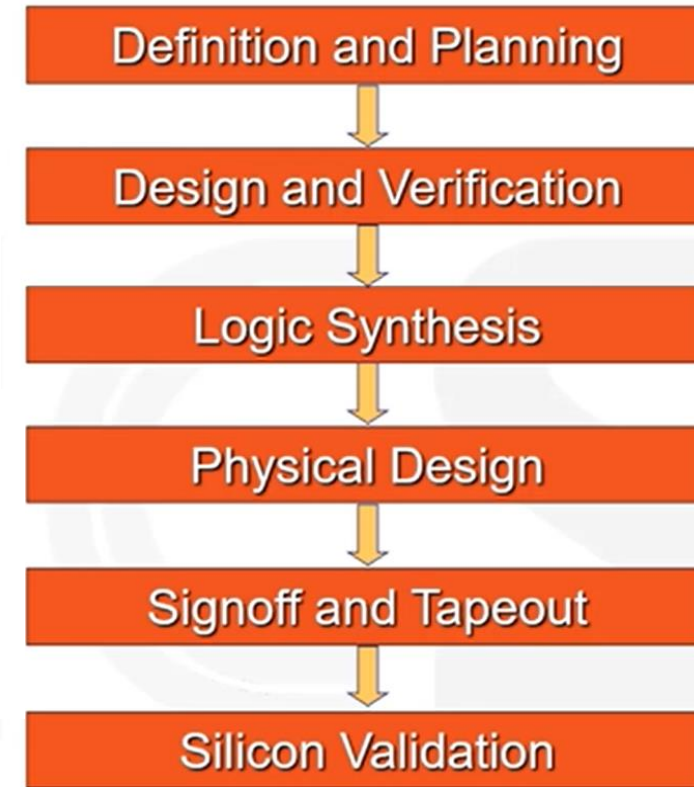 Definition and Planning
Design and Verification
Logic Synthesis
Physical Design
Signoff and Tapeout
Silicon Validation